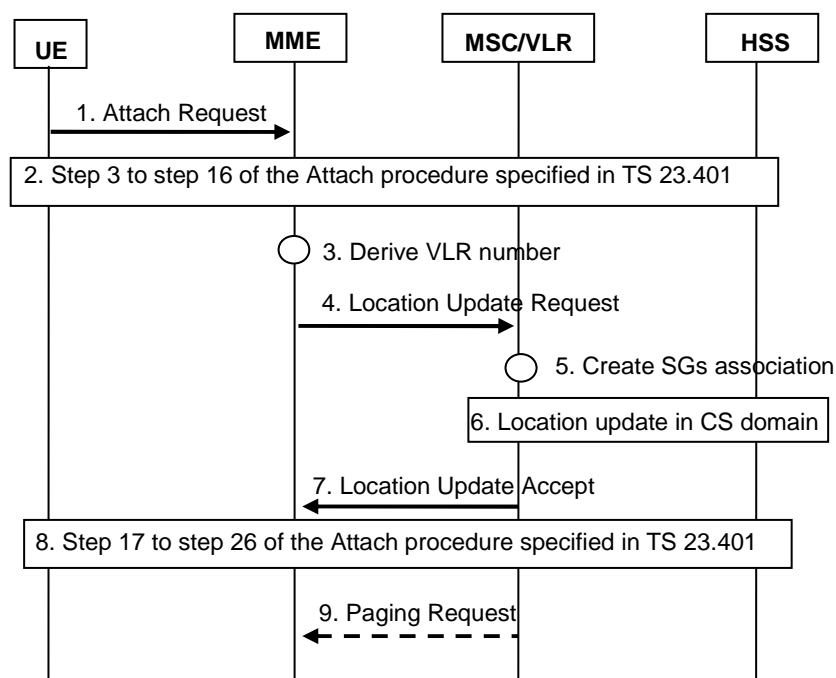 UE
MME
MSC/VLR
HSS
1. Attach Request
2. Step 3 to step 16 of the Attach procedure specified in TS 23.401
3. Derive VLR number
4. Location Update Request
5. Create SGs association
6. Location update in CS domain
7. Location Update Accept
8. Step 17 to step 26 of the Attach procedure specified in TS 23.401
9. Paging Request